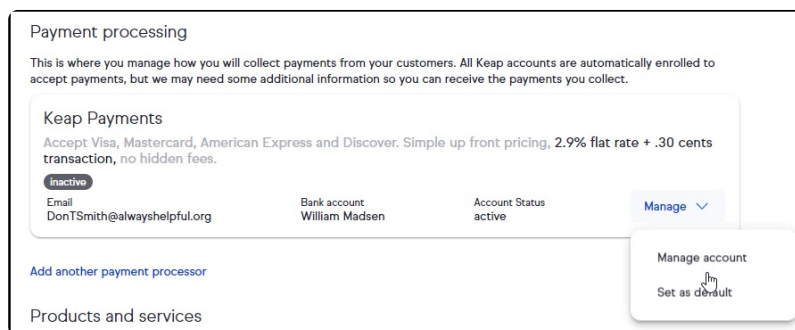 Payment processing
This is where you manage how you will collect payments from your customers. All Keap accounts are automatically enrolled to
accept payments, but we may need some additional information so you can receive the payments you collect.
Keap Payments
Accept Visa, Mastercard, American Express and Discover. Simple up front pricing, 2.9% flat rate + .30 cents
transaction, no hidden fees.
inactive
Email Bank account Account Status
DonTSmith@alwayshelpful.org William Madsen active Manage
Manage account
Set as default
Add another payment processor
Products and services